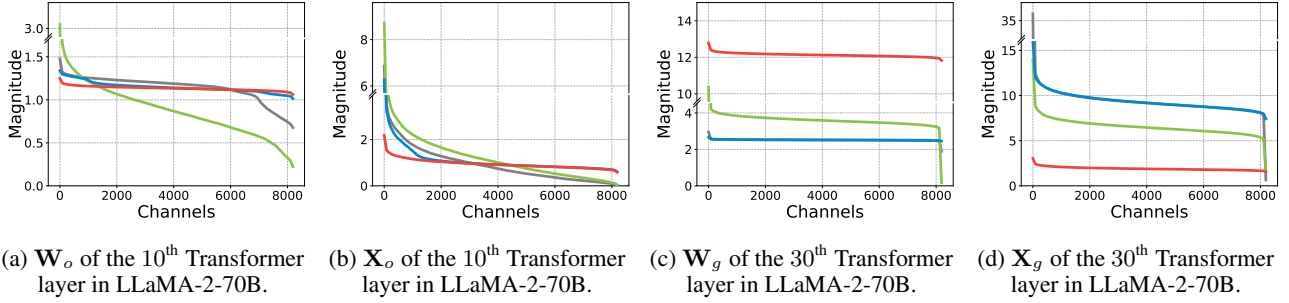 Magnitude
3.0
1.5
1.0
0.5
0.0
0 2000 4000 6000 8000
Channels
(a) W_o of the 10th Transformer
layer in LLaMA-2-70B.
Magnitude
8
6
4
2
0
0 2000 4000 6000 8000
Channels
(b) X_o of the 10th Transformer
layer in LLaMA-2-70B.
Magnitude
14
12
10
4
2
0
0 2000 4000 6000 8000
Channels
(c) W_g of the 30th Transformer
layer in LLaMA-2-70B.
Magnitude
35
15
10
5
0
0 2000 4000 6000 8000
Channels
(d) X_g of the 30th Transformer
layer in LLaMA-2-70B.